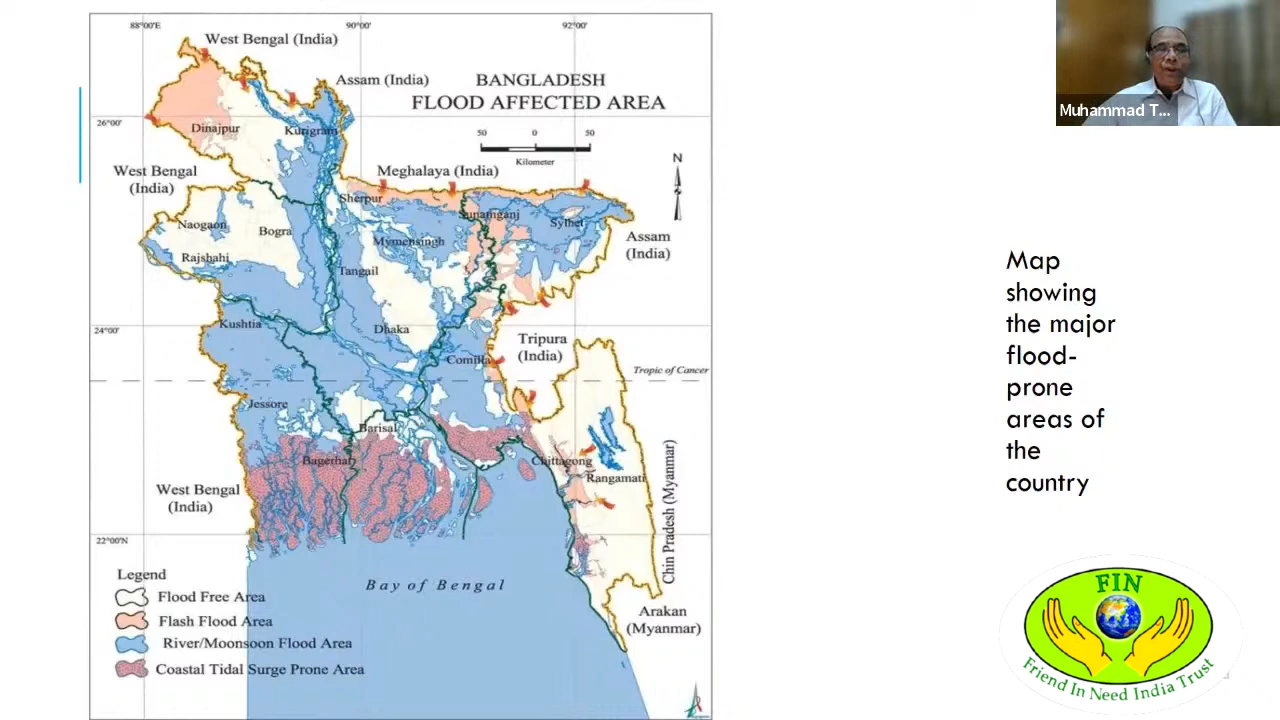 88°00'E
90°00'
92°00'
West Bengal (India)
Assam (India)
BANGLADESH
FLOOD AFFECTED AREA
Muhammad T...
26°00'
Dinajpur
Kurigram
50 0 50
Kilometer
N
West Bengal
(India)
Meghalaya (India)
Sherpur
Sunamganj
Sylhet
Naogaon
Bogra
Mymensingh
Assam
(India)
Rajshahi
Tangail
Map
showing
the major
flood-
prone
areas of
the
country
24°00'
Kushtia
Dhaka
Tripura
(India)
Comilla
Tropic of Cancer
Jessore
Barisal
Bagerhat
Chittagong
Rangamati
Chin Pradesh (Myanmar)
West Bengal
(India)
22°00'N
Bay of Bengal
Legend
Flood Free Area
Flash Flood Area
River/Moonsoon Flood Area
Coastal Tidal Surge Prone Area
Arakan
(Myanmar)
FIN
Friend In Need India Trust